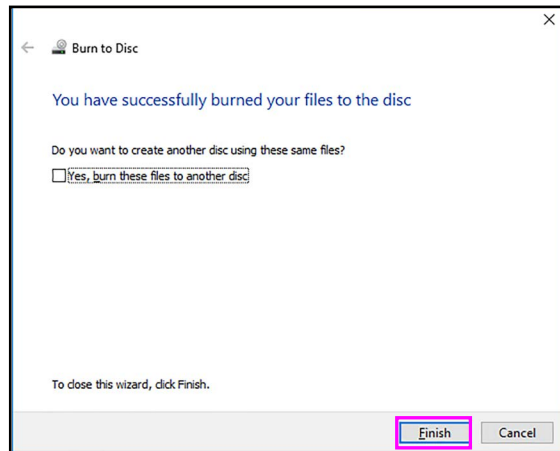 Burn to Disc
You have successfully burned your files to the disc
Do you want to create another disc using these same files?
Yes, burn these files to another disc
To close this wizard, click Finish.
Finish Cancel